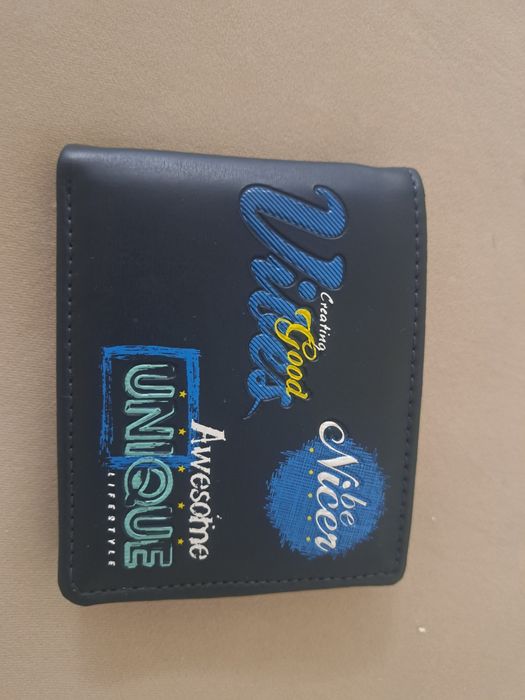 Creating
Good
Vibes
be
Nicer
Awesome
UNIQUE
LIFESTYLE